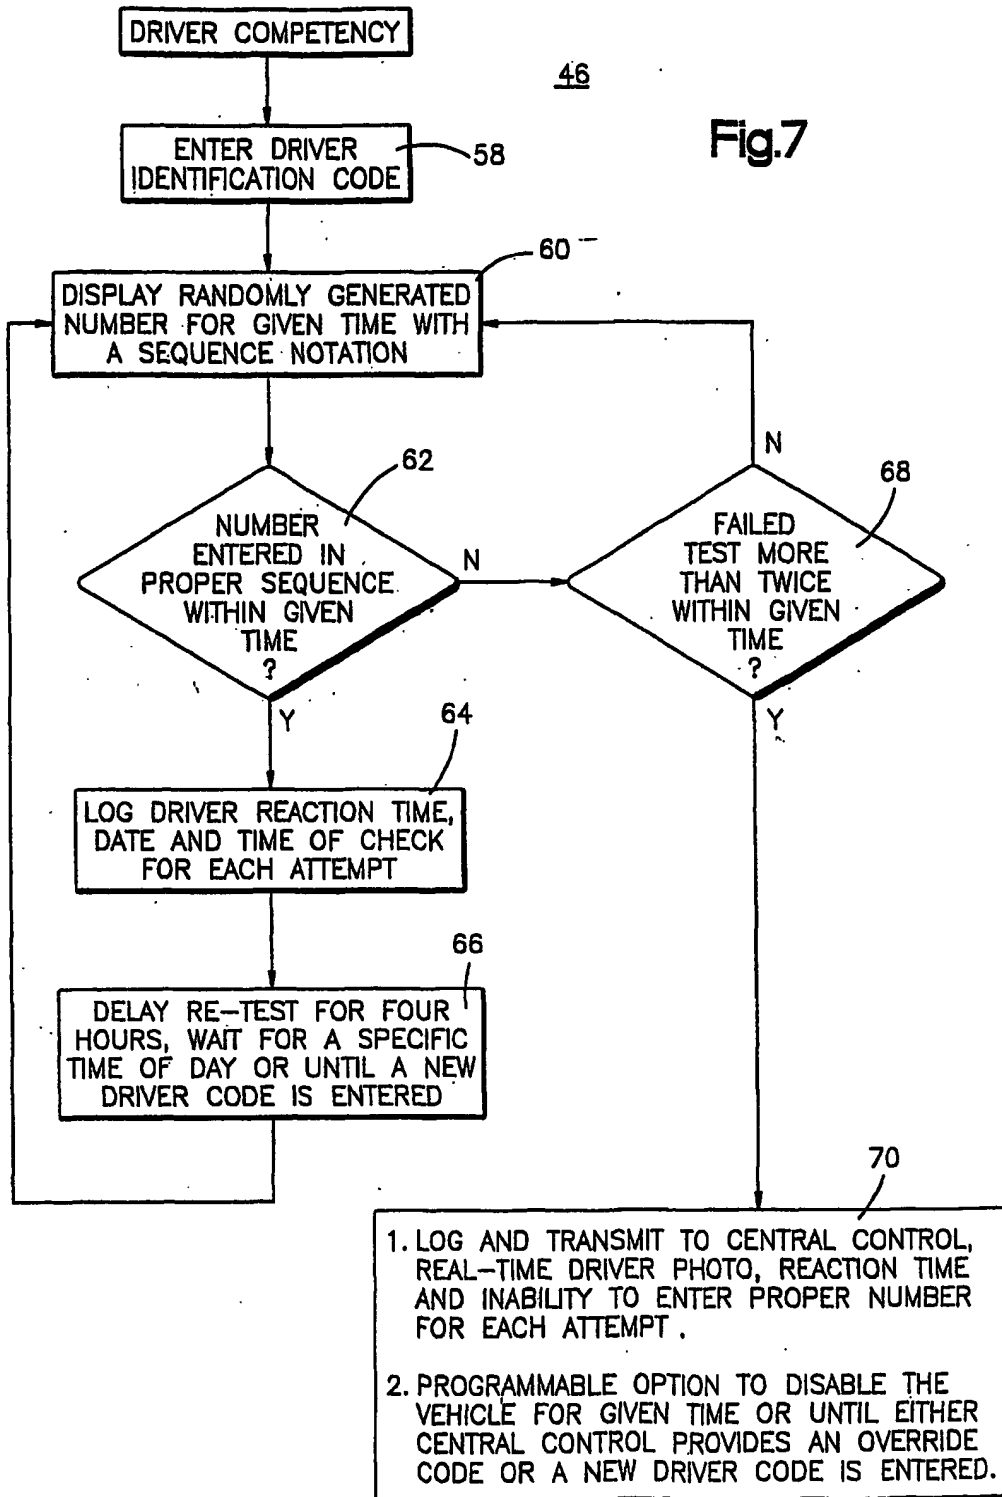 DRIVER COMPETENCY
46
Fig.7
ENTER DRIVER
IDENTIFICATION CODE
58
60
DISPLAY RANDOMLY GENERATED
NUMBER FOR GIVEN TIME WITH
A SEQUENCE NOTATION
62
NUMBER
ENTERED IN
PROPER SEQUENCE
WITHIN GIVEN
TIME
?
N
Y
N
68
FAILED
TEST MORE
THAN TWICE
WITHIN GIVEN
TIME
?
Y
64
LOG DRIVER REACTION TIME,
DATE AND TIME OF CHECK
FOR EACH ATTEMPT
66
DELAY RE-TEST FOR FOUR
HOURS, WAIT FOR A SPECIFIC
TIME OF DAY OR UNTIL A NEW
DRIVER CODE IS ENTERED
70
1. LOG AND TRANSMIT TO CENTRAL CONTROL,
REAL-TIME DRIVER PHOTO, REACTION TIME
AND INABILITY TO ENTER PROPER NUMBER
FOR EACH ATTEMPT.
2. PROGRAMMABLE OPTION TO DISABLE THE
VEHICLE FOR GIVEN TIME OR UNTIL EITHER
CENTRAL CONTROL PROVIDES AN OVERRIDE
CODE OR A NEW DRIVER CODE IS ENTERED.